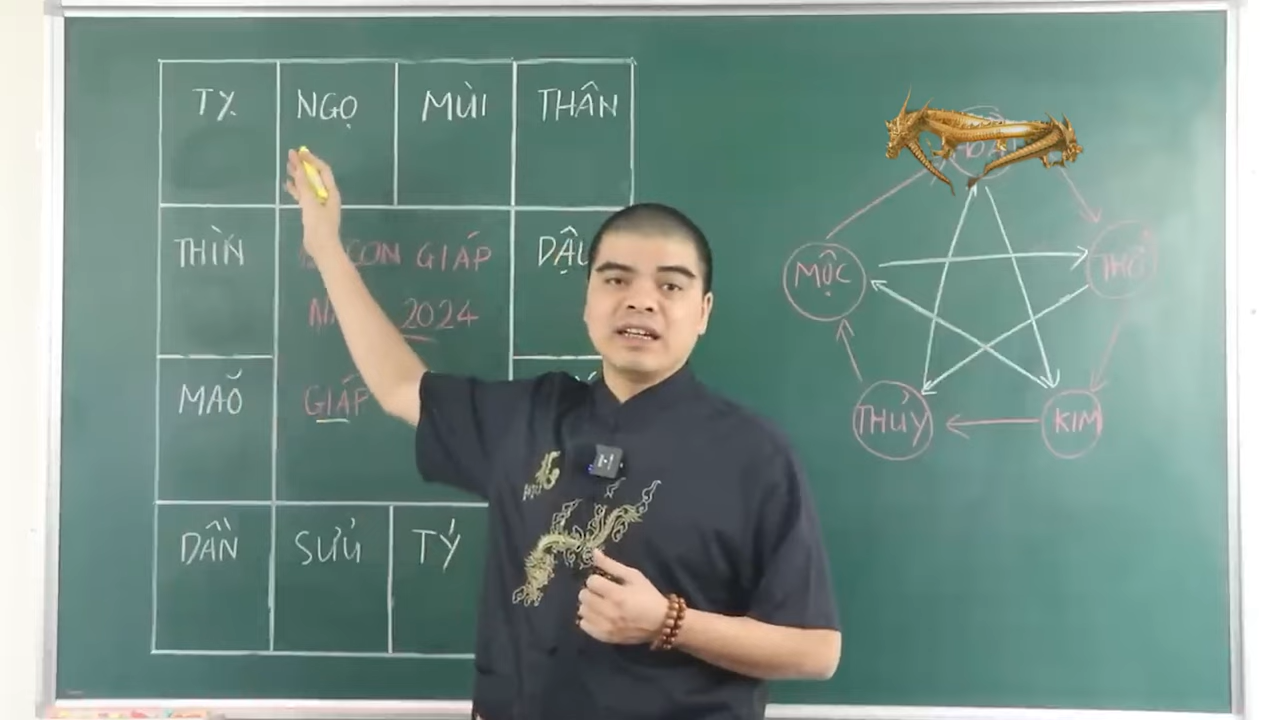 TỴ NGỌ MÙI THÂN
THÌN CON GIÁP DẬU
2024
MÃO GIÁP
DẦN SỬU TÝ
MỘC THỔ
THỦY KIM